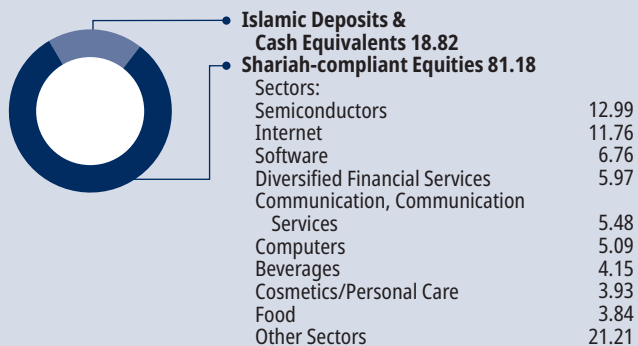 Islamic Deposits &
Cash Equivalents 18.82
Shariah-compliant Equities 81.18
Sectors:
Semiconductors 12.99
Internet 11.76
Software 6.76
Diversified Financial Services 5.97
Communication, Communication
Services 5.48
Computers 5.09
Beverages 4.15
Cosmetics/Personal Care 3.93
Food 3.84
Other Sectors 21.21